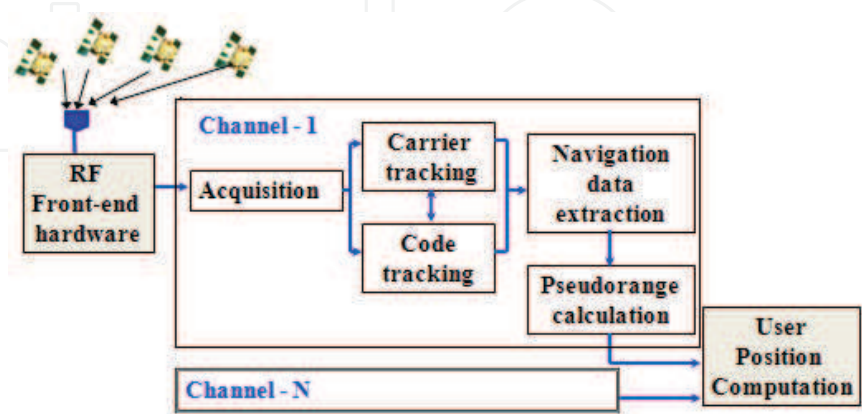 Channel - 1
RF
Front-end
hardware
Acquisition
Carrier
tracking
Code
tracking
Navigation
data
extraction
Pseudorange
calculation
User
Position
Computation
Channel - N